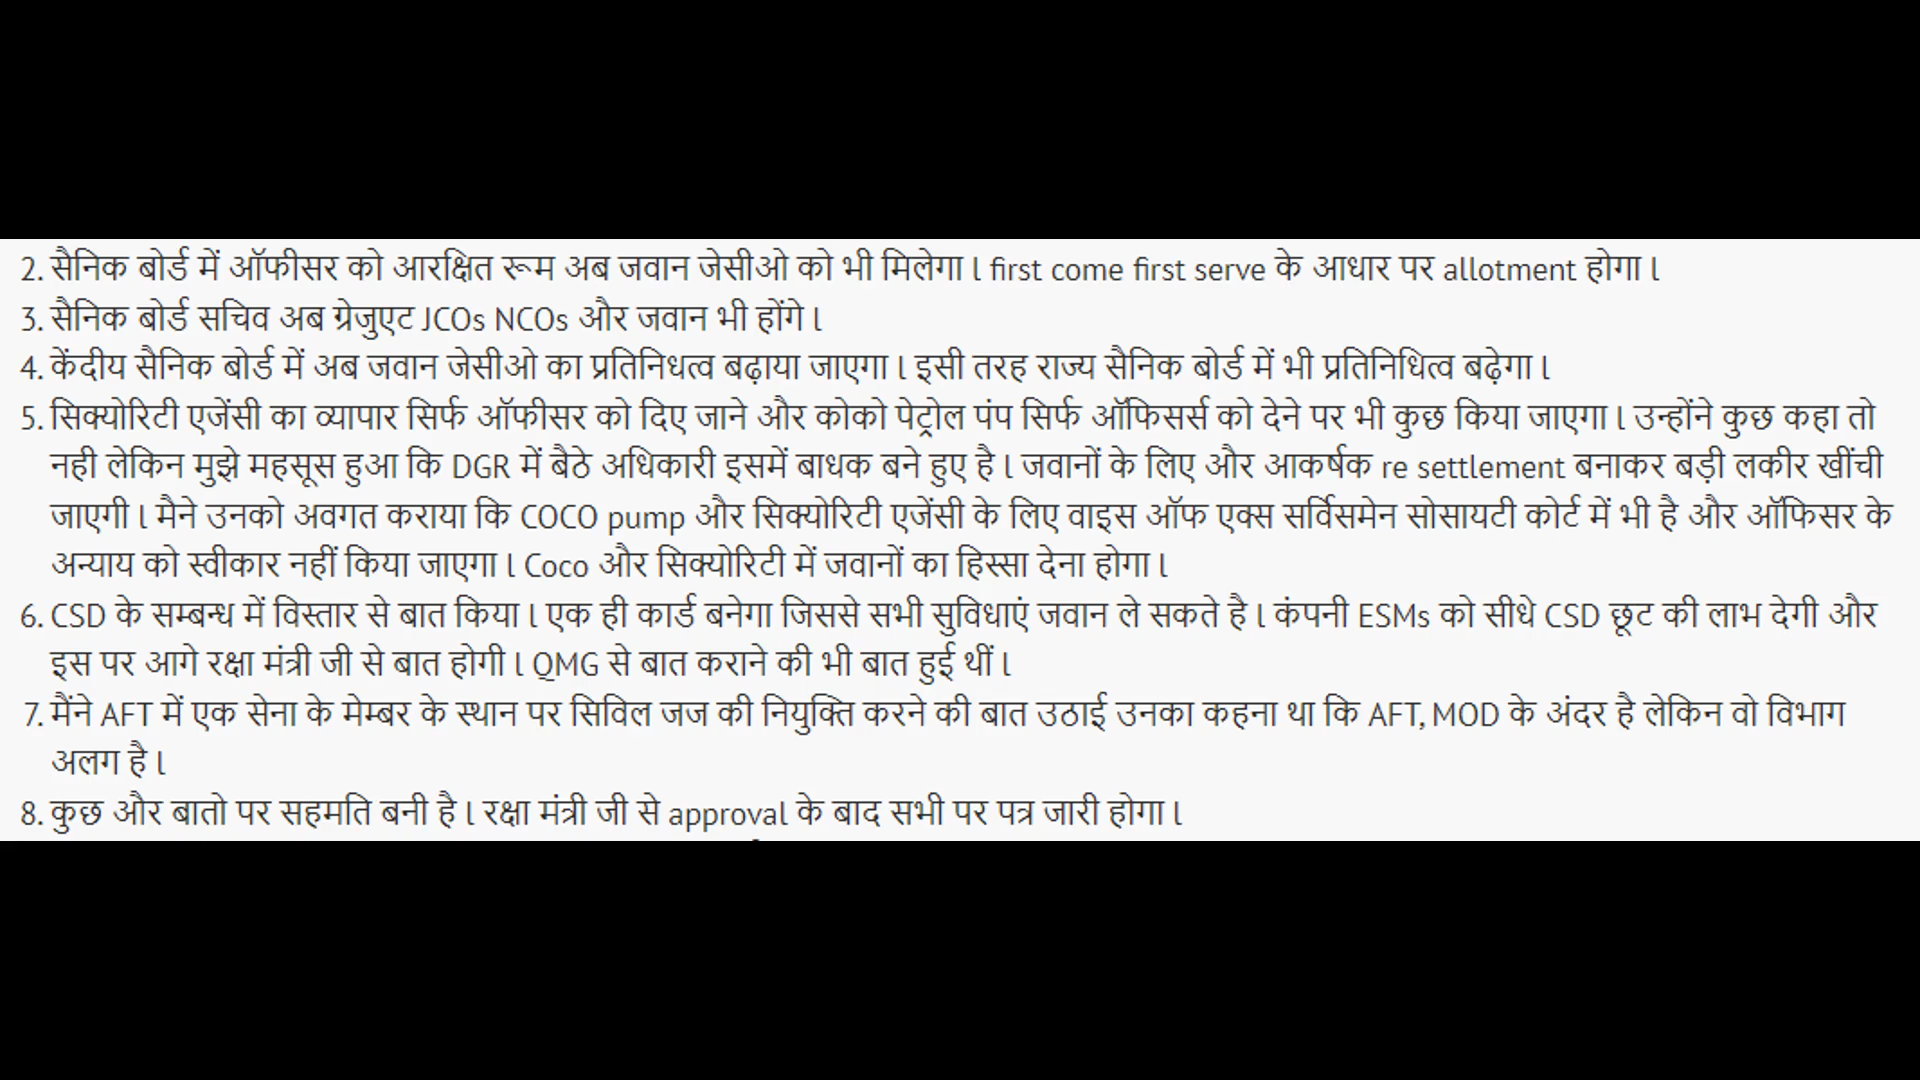 2. सैनिक बोर्ड में ऑफीसर को आरक्षित रूम अब जवान जेसीओ को भी मिलेगा l first come first serve के आधार पर allotment होगा l
3. सैनिक बोर्ड सचिव अब ग्रेजुएट JCOs NCOs और जवान भी होंगे l
4. केंदीय सैनिक बोर्ड में अब जवान जेसीओ का प्रतिनिधत्व बढ़ाया जाएगा l इसी तरह राज्य सैनिक बोर्ड में भी प्रतिनिधित्व बढ़ेगा l
5. सिक्योरिटी एजेंसी का व्यापार सिर्फ ऑफीसर को दिए जाने और कोको पेट्रोल पंप सिर्फ ऑफिसर्स को देने पर भी कुछ किया जाएगा l उन्होंने कुछ कहा तो
नही लेकिन मुझे महसूस हुआ कि DGR में बैठे अधिकारी इसमें बाधक बने हुए है l जवानों के लिए और आकर्षक re settlement बनाकर बड़ी लकीर खींची
जाएगी l मैने उनको अवगत कराया कि COCO pump और सिक्योरिटी एजेंसी के लिए वाइस ऑफ एक्स सर्विसमेन सोसायटी कोर्ट में भी है और ऑफिसर के
अन्याय को स्वीकार नहीं किया जाएगा l Coco और सिक्योरिटी में जवानों का हिस्सा देना होगा l
6. CSD के सम्बन्ध में विस्तार से बात किया l एक ही कार्ड बनेगा जिससे सभी सुविधाएं जवान ले सकते है l कंपनी ESMs को सीधे CSD छूट की लाभ देगी और
इस पर आगे रक्षा मंत्री जी से बात होगी l QMG से बात कराने की भी बात हुई थीं l
7. मैंने AFT में एक सेना के मेम्बर के स्थान पर सिविल जज की नियुक्ति करने की बात उठाई उनका कहना था कि AFT, MOD के अंदर है लेकिन वो विभाग
अलग है l
8. कुछ और बातो पर सहमति बनी है l रक्षा मंत्री जी से approval के बाद सभी पर पत्र जारी होगा l